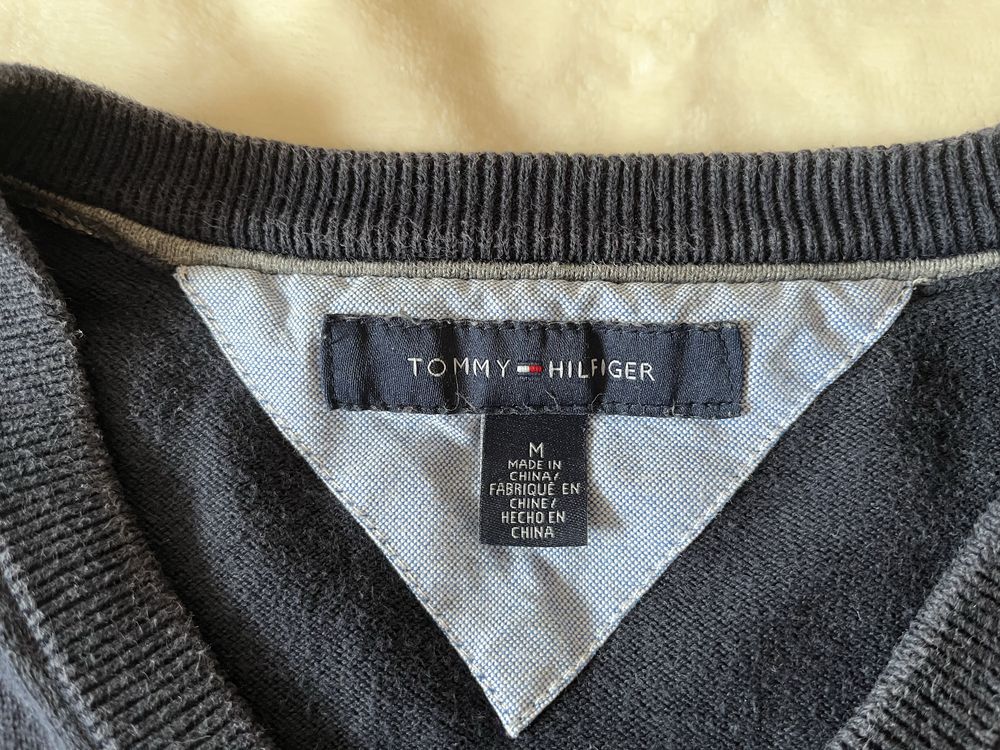 TOMMY HILFIGER
M
MADE IN
CHINA/
FABRIQUÉ EN
CHINE/
HECHO EN
CHINA